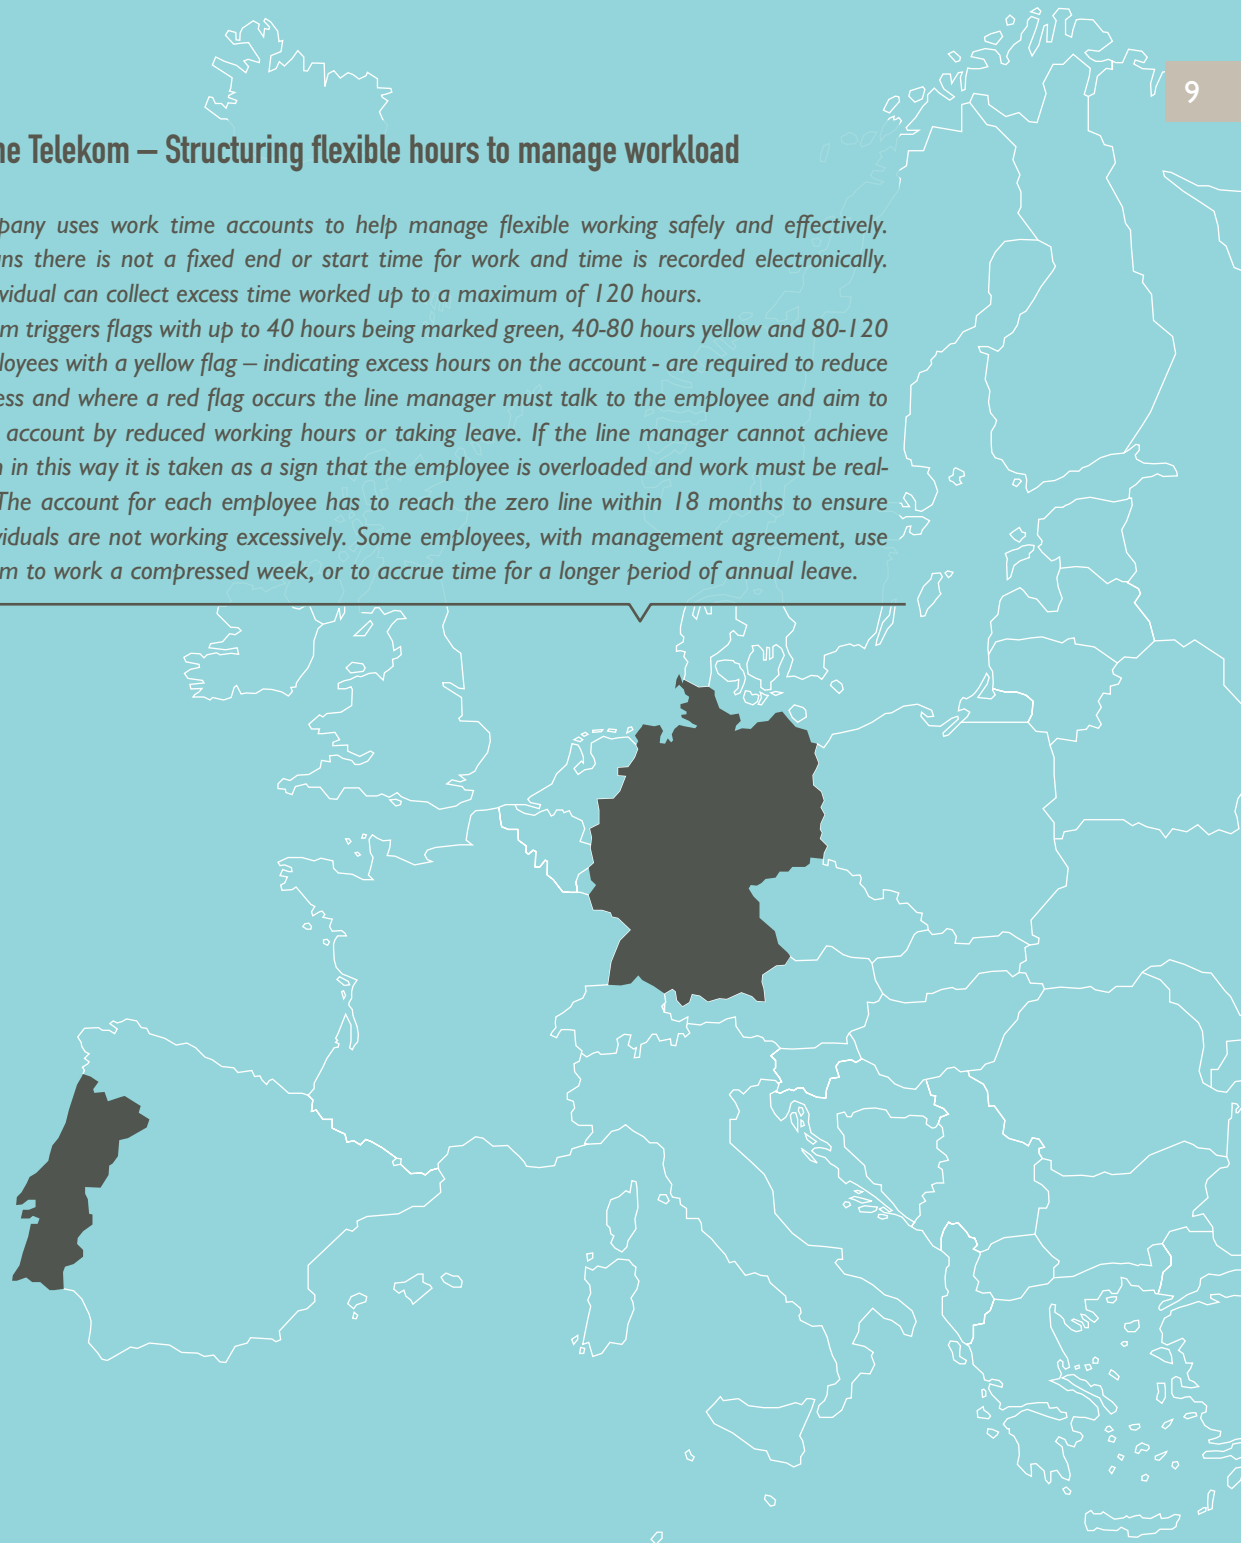 9
ne Telekom – Structuring flexible hours to manage workload
pany uses work time accounts to help manage flexible working safely and effectively.
ns there is not a fixed end or start time for work and time is recorded electronically.
vidual can collect excess time worked up to a maximum of 120 hours.
m triggers flags with up to 40 hours being marked green, 40-80 hours yellow and 80-120
loyees with a yellow flag – indicating excess hours on the account - are required to reduce
ess and where a red flag occurs the line manager must talk to the employee and aim to
account by reduced working hours or taking leave. If the line manager cannot achieve
n in this way it is taken as a sign that the employee is overloaded and work must be real-
The account for each employee has to reach the zero line within 18 months to ensure
viduals are not working excessively. Some employees, with management agreement, use
m to work a compressed week, or to accrue time for a longer period of annual leave.